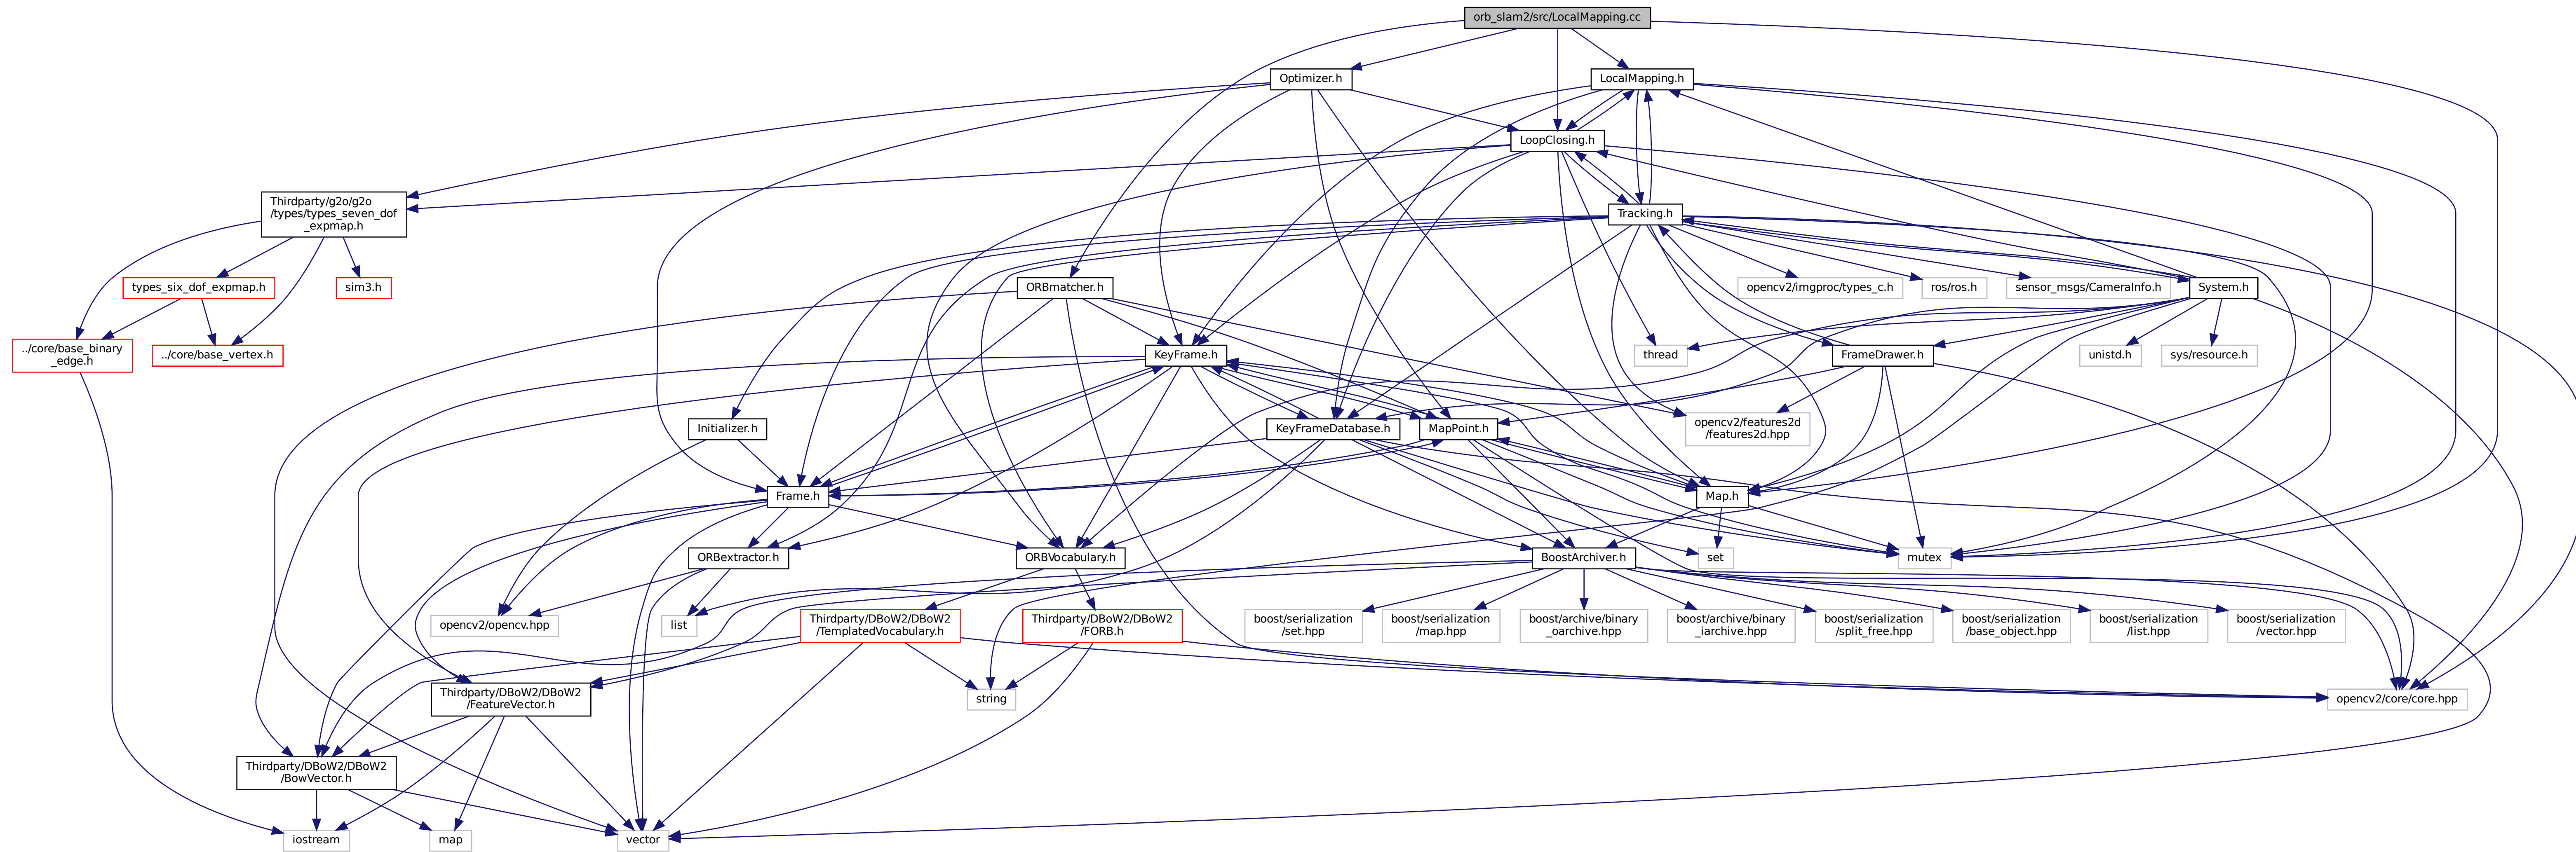 orb_slam2/src/LocalMapping.cc
Optimizer.h
LocalMapping.h
LoopClosing.h
Thirdparty/g2o/g2o
/types/types_seven_dof
_expmap.h
Tracking.h
types_six_dof_expmap.h
sim3.h
ORBmatcher.h
opencv2/imgproc/types_c.h
ros/ros.h
sensor_msgs/CameraInfo.h
System.h
../core/base_binary
_edge.h
../core/base_vertex.h
KeyFrame.h
thread
FrameDrawer.h
unistd.h
sys/resource.h
Initializer.h
KeyFrameDatabase.h
MapPoint.h
opencv2/features2d
/features2d.hpp
Frame.h
Map.h
ORBextractor.h
ORBVocabulary.h
BoostArchiver.h
set
mutex
opencv2/opencv.hpp
list
Thirdparty/DBoW2/DBoW2
/TemplatedVocabulary.h
Thirdparty/DBoW2/DBoW2
/FORB.h
boost/serialization
/set.hpp
boost/serialization
/map.hpp
boost/archive/binary
_oarchive.hpp
boost/archive/binary
_iarchive.hpp
boost/serialization
/split_free.hpp
boost/serialization
/base_object.hpp
boost/serialization
/list.hpp
boost/serialization
/vector.hpp
Thirdparty/DBoW2/DBoW2
/FeatureVector.h
string
opencv2/core/core.hpp
Thirdparty/DBoW2/DBoW2
/BowVector.h
iostream
map
vector